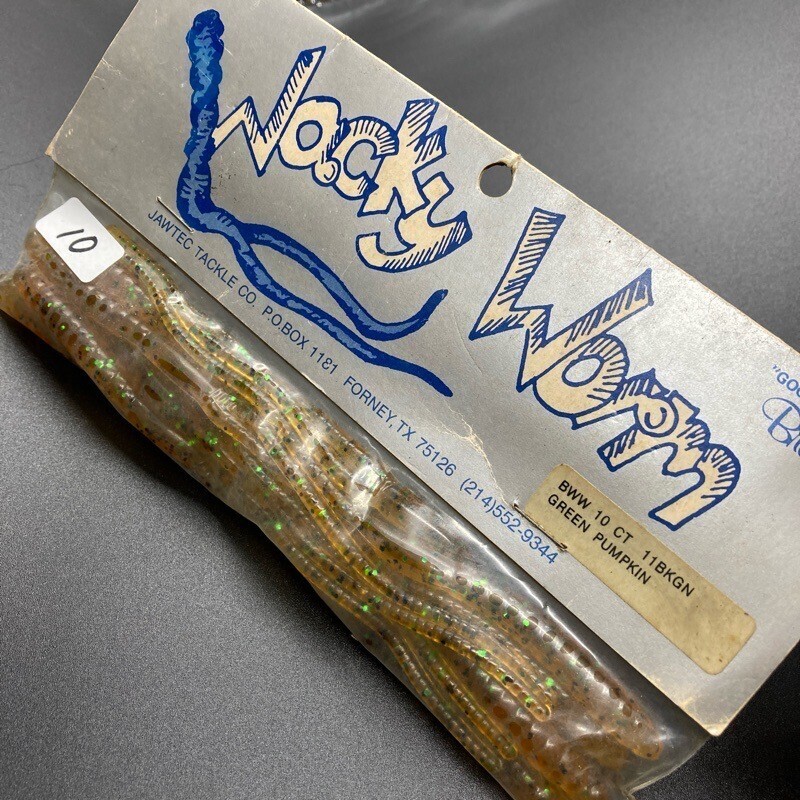 Wacky
Worm
JAWTEC TACKLE CO. P.O.BOX 1181 FORNEY, TX 75126 (214)552-9344
10
BWW 10 CT 11BKGN
GREEN PUMPKIN